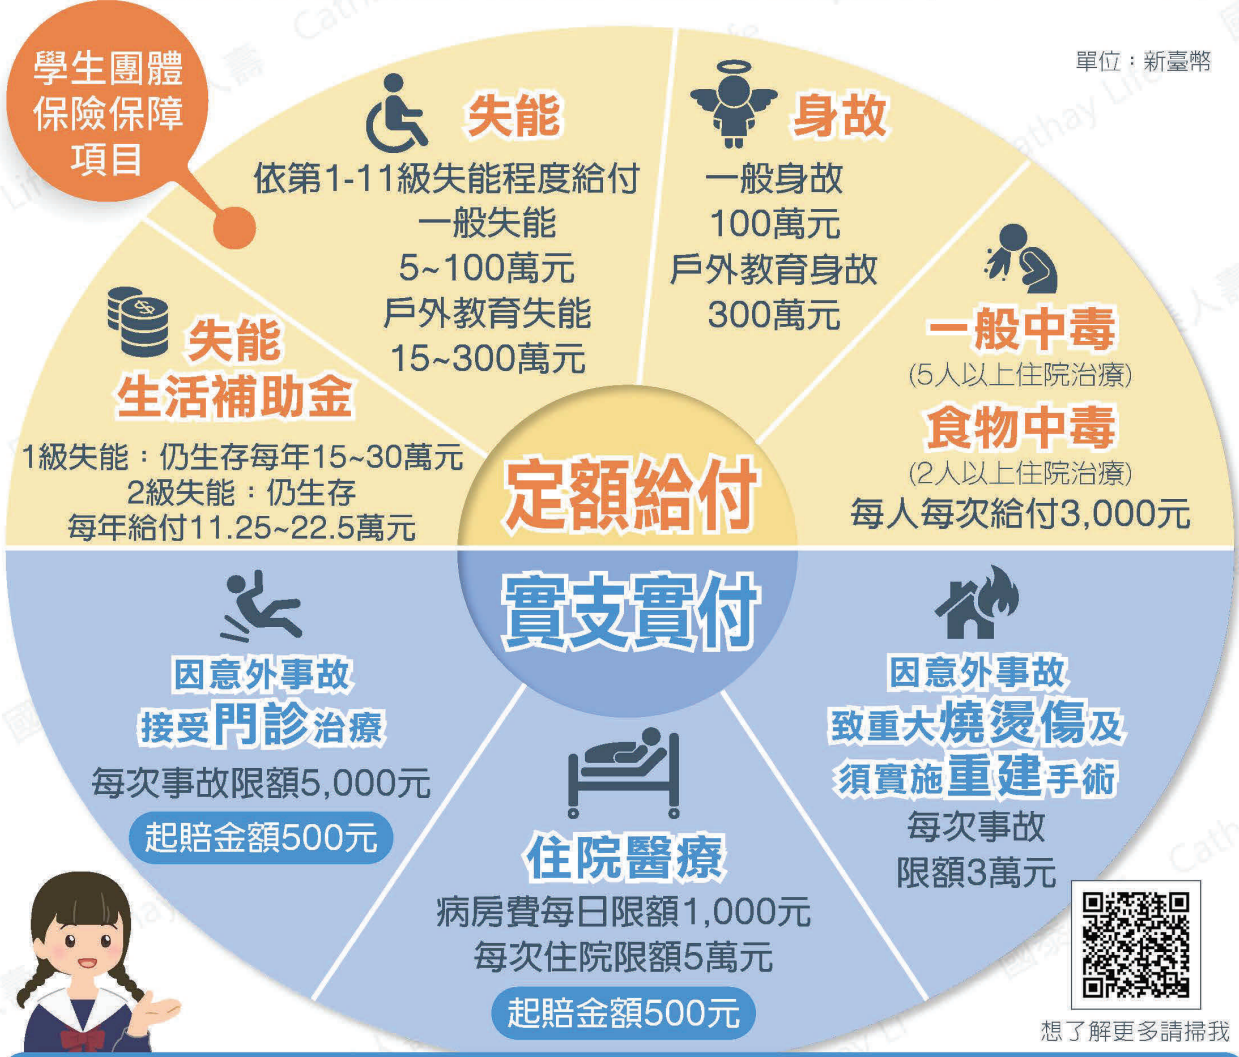 學生團體
保險保障
項目
單位：新臺幣
失能
依第1-11級失能程度給付
一般失能
5~100萬元
戶外教育失能
15~300萬元
身故
一般身故
100萬元
戶外教育身故
300萬元
一般中毒
(5人以上住院治療)
食物中毒
(2人以上住院治療)
每人每次給付3,000元
失能
生活補助金
1級失能：仍生存每年15~30萬元
2級失能：仍生存
每年給付11.25~22.5萬元
定額給付
實支實付
因意外事故
接受門診治療
每次事故限額5,000元
起賠金額500元
住院醫療
病房費每日限額1,000元
每次住院限額5萬元
起賠金額500元
因意外事故
致重大燒燙傷及
須實施重建手術
每次事故
限額3萬元
想了解更多請掃我